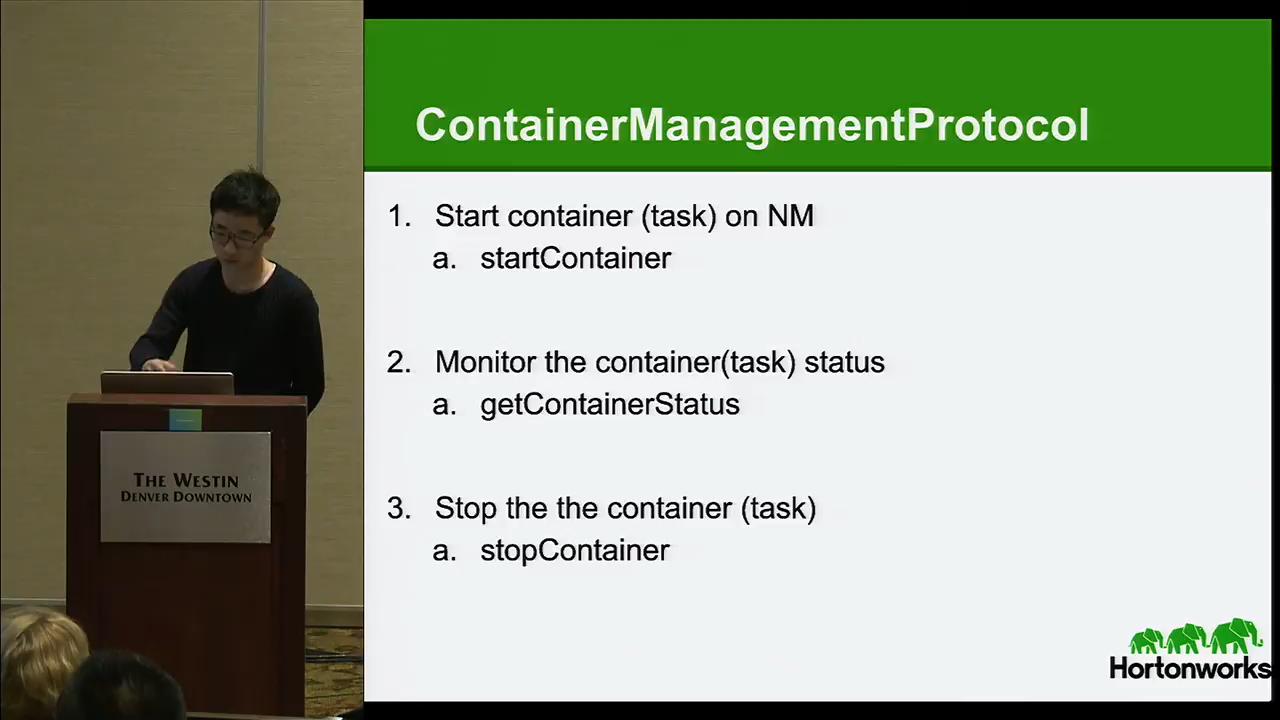 ContainerManagementProtocol
1. Start container (task) on NM
a. startContainer
2. Monitor the container(task) status
a. getContainerStatus
3. Stop the the container (task)
a. stopContainer
Hortonworks
THE WESTIN
DENVER DOWNTOWN